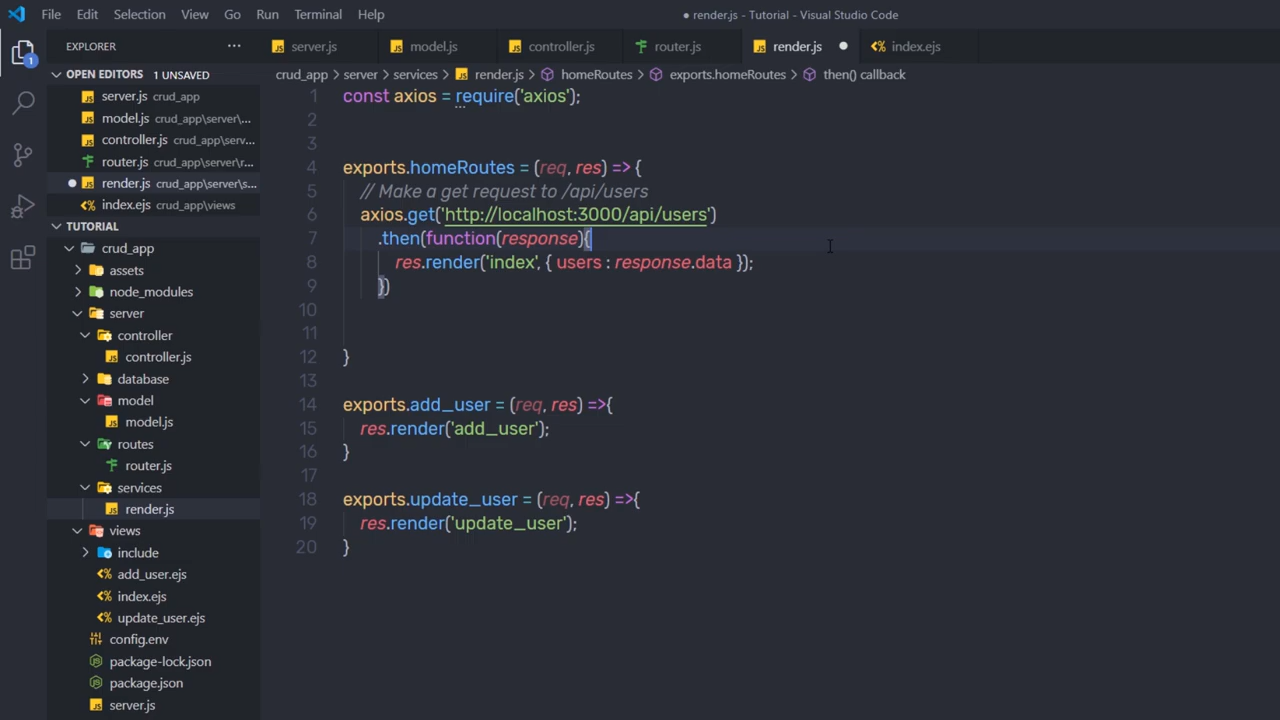 File Edit Selection View Go Run Terminal Help
● render.js - Tutorial - Visual Studio Code
EXPLORER ...
server.js model.js controller.js router.js render.js index.ejs
OPEN EDITORS 1 UNSAVED
crud_app > server > services > render.js > homeRoutes > exports.homeRoutes > then() callback
1
server.js crud_app
model.js crud_app\server\...
controller.js crud_app\serv...
router.js crud_app\server\r...
render.js crud_app\server\s...
index.ejs crud_app\views
TUTORIAL
crud_app
assets
node_modules
server
controller
controller.js
database
model
model.js
routes
router.js
services
render.js
views
include
add_user.ejs
index.ejs
update_user.ejs
config.env
package-lock.json
package.json
server.js
1 const axios = require('axios');
2
3
4 exports.homeRoutes = (req, res) => {
5 // Make a get request to /api/users
6 axios.get('http://localhost:3000/api/users')
7 .then(function(response){
8 res.render('index', { users : response.data });
9 })
10
11
12 }
13
14 exports.add_user = (req, res) =>{
15 res.render('add_user');
16 }
17
18 exports.update_user = (req, res) =>{
19 res.render('update_user');
20 }